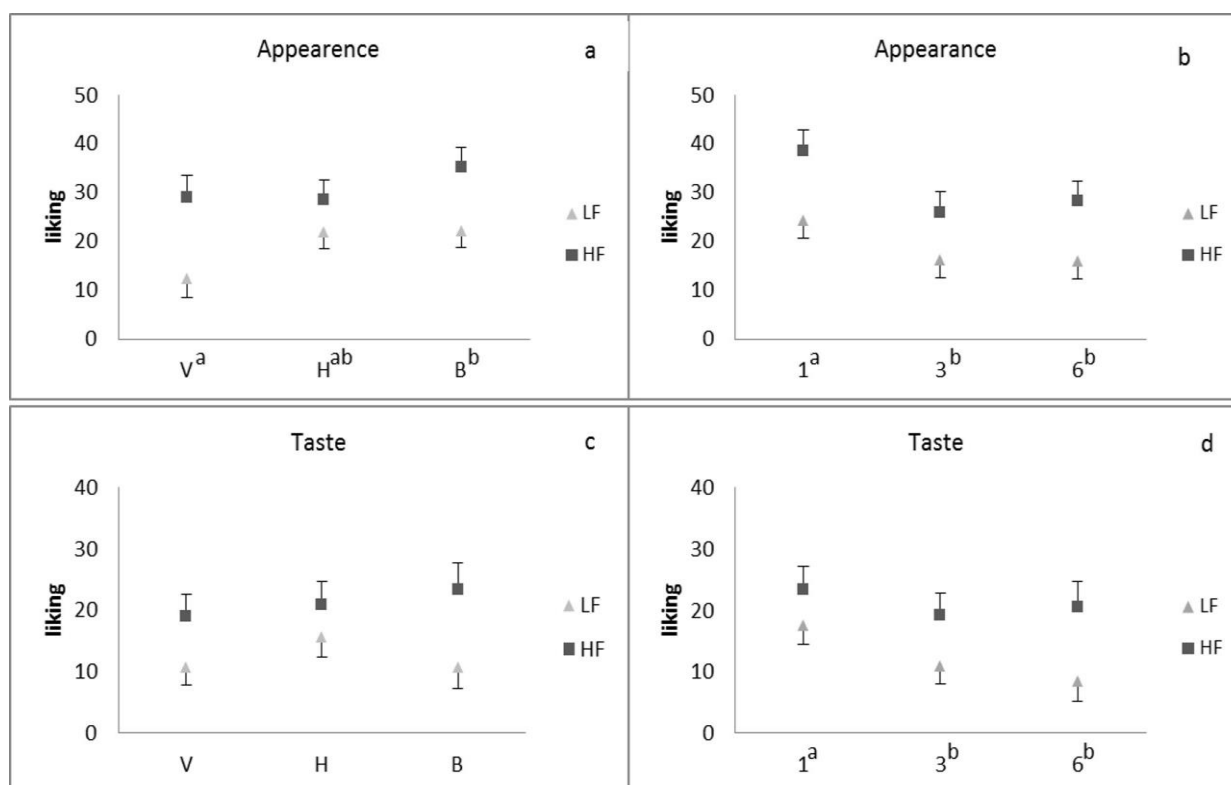 Appearence a
50
40
30
20
10
0
liking
V^a H^ab B^b
LF
HF
Appearance b
50
40
30
20
10
0
liking
1^a 3^b 6^b
LF
HF
Taste c
40
30
20
10
0
liking
V H B
LF
HF
Taste d
40
30
20
10
0
liking
1^a 3^b 6^b
LF
HF